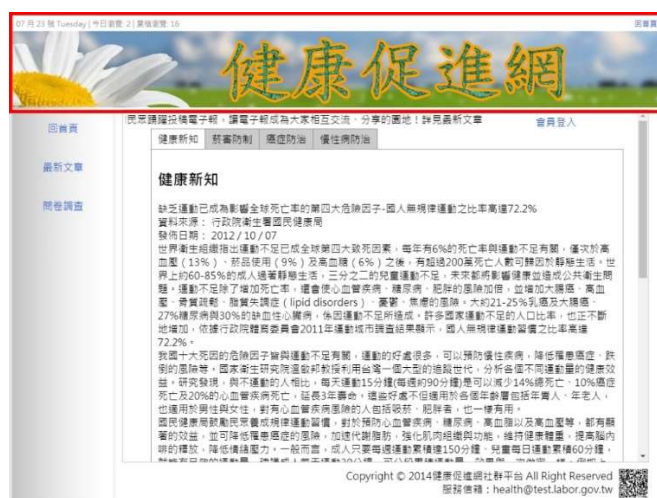 07 月 23 號 Tuesday | 今日瀏覽: 2 | 累積瀏覽: 16
回首頁
健康促進網
回首頁
最新文章
問卷調查
民眾踴躍投稿電子報，讓電子報成為大家相互交流、分享的園地！詳見最新文章
會員登入
健康新知 菸害防制 癌症防治 慢性病防治
健康新知
缺乏運動已成為影響全球死亡率的第四大危險因子-國人無規律運動之比率高達72.2%
資料來源： 行政院衛生署國民健康局
發佈日期： 2012 / 10 / 07
世界衛生組織指出運動不足已成全球第四大致死因素，每年有6%的死亡率與運動不足有關，僅次於高
血壓（13%）、菸品使用（9%）及高血糖（6%）之後，有超過200萬死亡人數可歸因於靜態生活。世
界上約60-85%的成人過著靜態生活，三分之二的兒童運動不足，未來都將影響健康並造成公共衛生問
題。運動不足除了增加死亡率，還會使心血管疾病、糖尿病、肥胖的風險加倍，並增加大腸癌、高血
壓、骨質疏鬆、脂質失調症 ( lipid disorders ) 、憂鬱、焦慮的風險。大約21-25%乳癌及大腸癌、
27%糖尿病與30%的缺血性心臟病，係因運動不足所造成。許多國家運動不足的人口比率，也正不斷
地增加，依據行政院體育委員會2011年運動城市調查結果顯示，國人無規律運動習慣之比率高達
72.2%。
我國十大死因的危險因子皆與運動不足有關，運動的好處很多，可以預防慢性疾病，降低罹患癌症、跌
倒的風險等。國家衛生研究院溫啟邦教授利用台灣一個大型的追蹤世代，分析各個不同運動量的健康效
益，研究發現，與不運動的人相比，每天運動15分鐘(每週約90分鐘)是可以減少14%總死亡、10%癌症
死亡及20%的心血管疾病死亡，延長3年壽命，這些好處不但適用於各個年齡層包括年青人、年老人，
也適用於男性與女性，對有心血管疾病風險的人包括吸菸、肥胖者，也一樣有用。
國民健康局鼓勵民眾養成規律運動習慣，對於預防心血管疾病、糖尿病、高血脂以及高血壓等，都有顯
著的效益，並可降低罹患癌症的風險，加速代謝脂肪，強化肌肉組織與功能，維持健康體重，提高腦內
啡的釋放，降低情緒壓力。一般而言，成人只要每週運動累積達150分鐘、兒童每日運動累積60分鐘，
Copyright © 2014健康促進網社群平台 All Right Reserved
服務信箱：health@test.labor.gov.tw